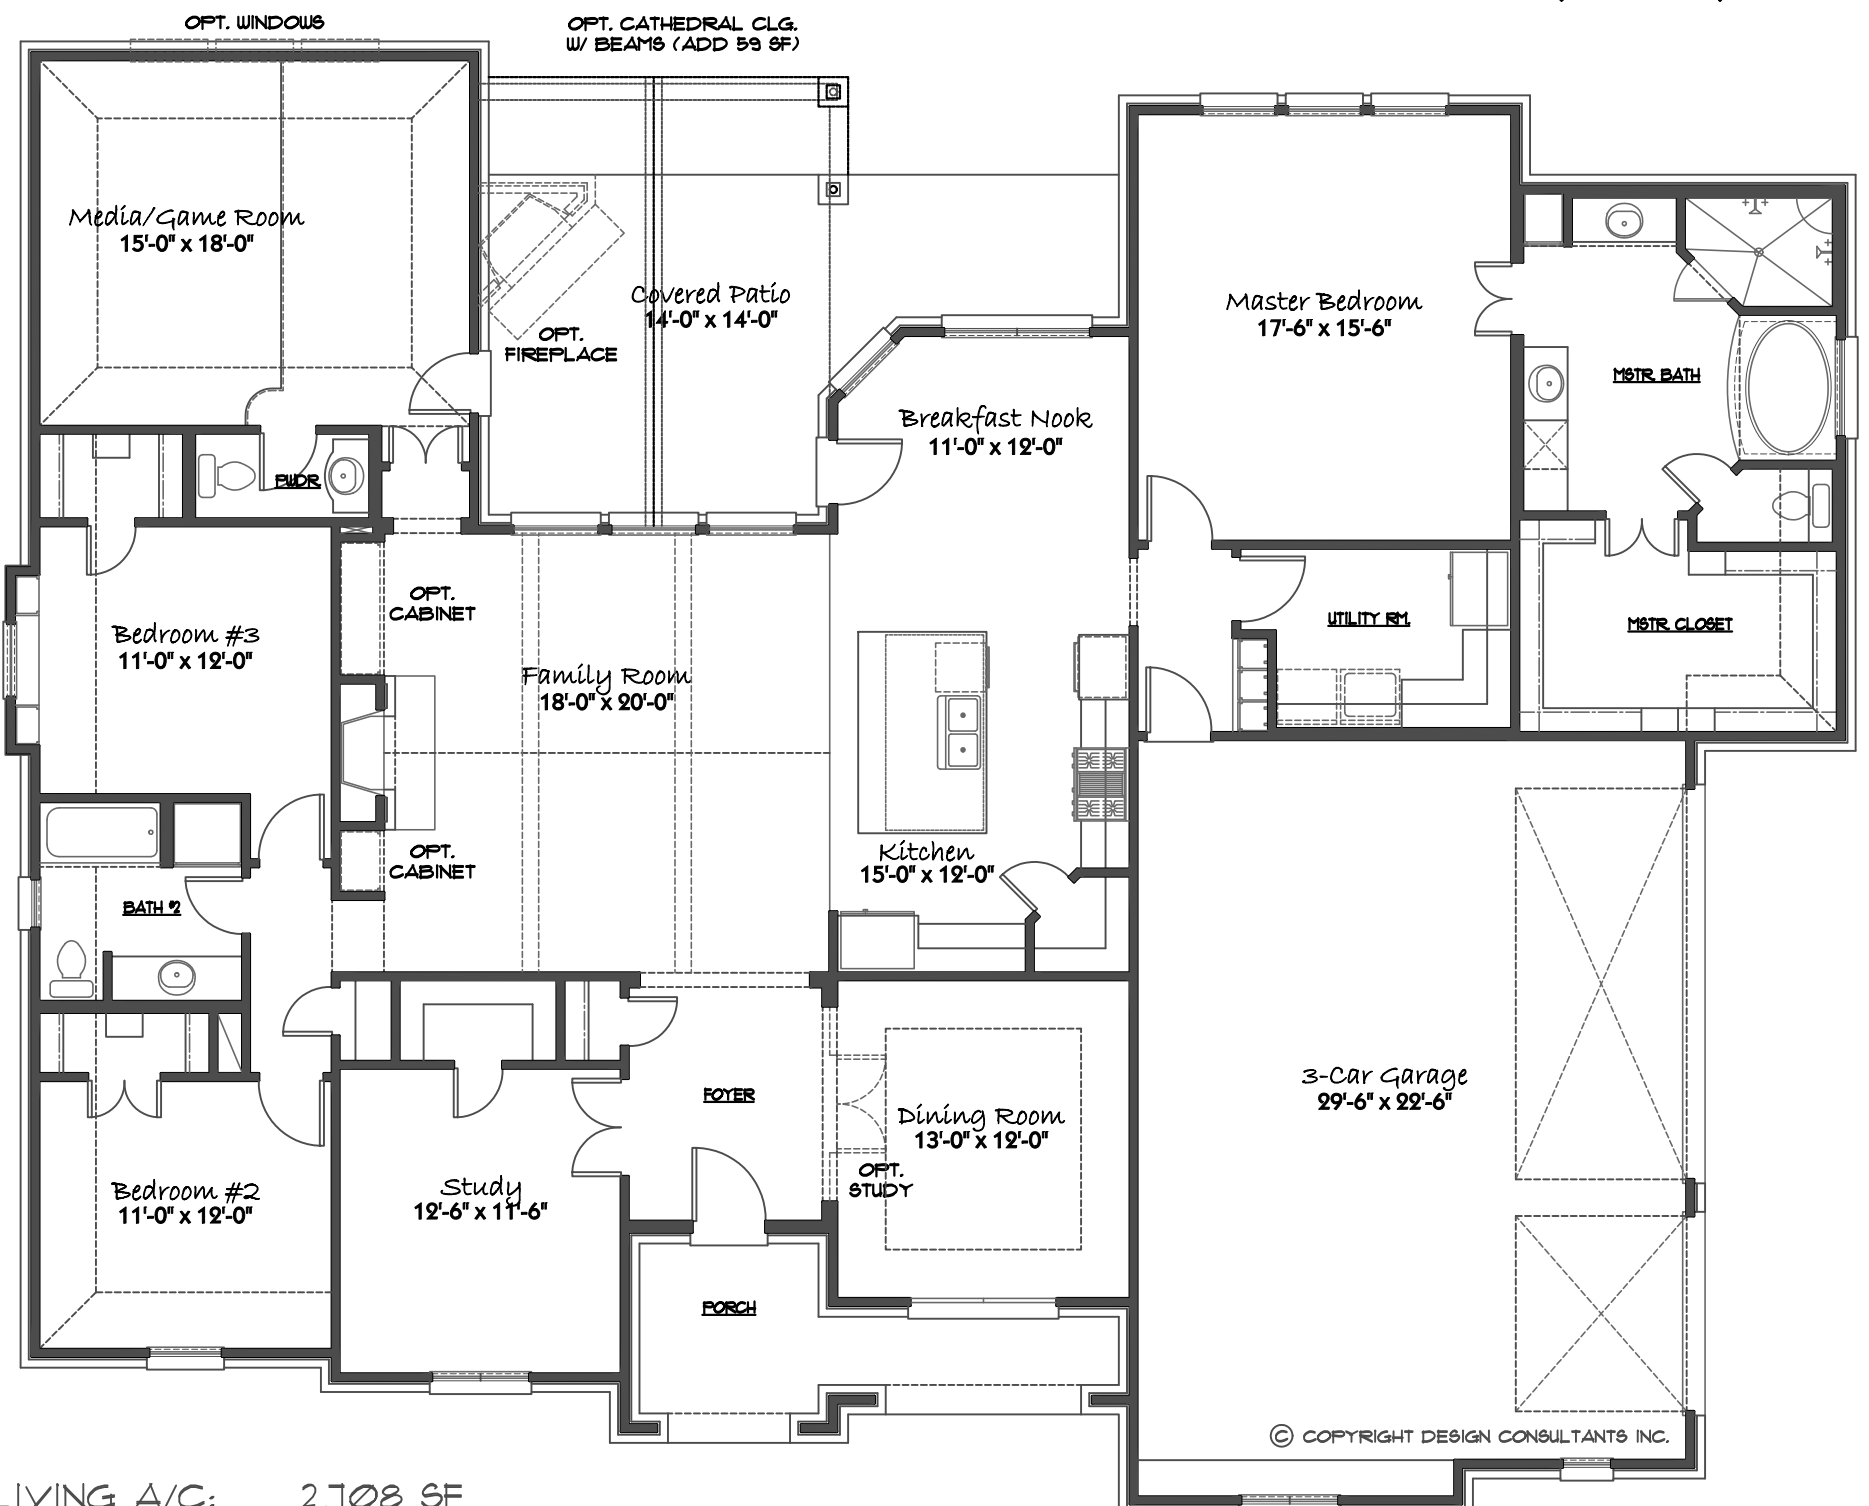 OPT. WINDOWS
OPT. CATHEDRAL CLG.
W/ BEAMS (ADD 59 SF)
Media/Game Room
15'-0" x 18'-0"
Covered Patio
14'-0" x 14'-0"
OPT.
FIREPLACE
Master Bedroom
17'-6" x 15'-6"
MSTR. BATH
Breakfast Nook
11'-0" x 12'-0"
PWDR.
OPT.
CABINET
Bedroom #3
11'-0" x 12'-0"
Family Room
18'-0" x 20'-0"
UTILITY RM.
MSTR. CLOSET
OPT.
CABINET
Kitchen
15'-0" x 12'-0"
BATH #2
FOYER
Dining Room
13'-0" x 12'-0"
OPT.
STUDY
3-Car Garage
29'-6" x 22'-6"
Bedroom #2
11'-0" x 12'-0"
Study
12'-6" x 11'-6"
PORCH
© COPYRIGHT DESIGN CONSULTANTS INC.
LIVING A/C: 2,708 SF